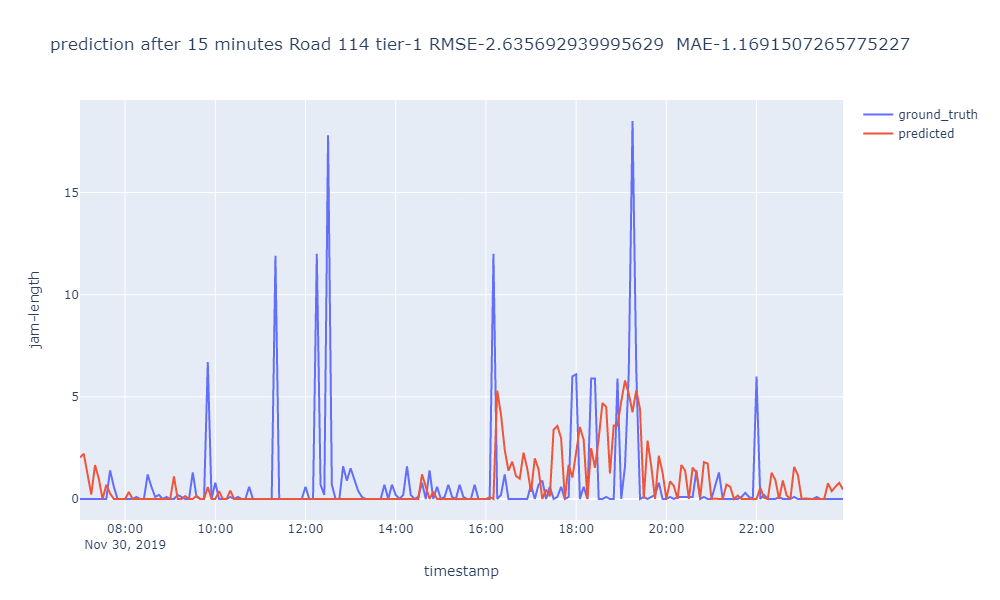 prediction after 15 minutes Road 114 tier-1 RMSE-2.635692939995629  MAE-1.1691507265775227
ground_truth
predicted
15
10
5
0
jam-length
08:00 10:00 12:00 14:00 16:00 18:00 20:00 22:00
Nov 30, 2019
timestamp